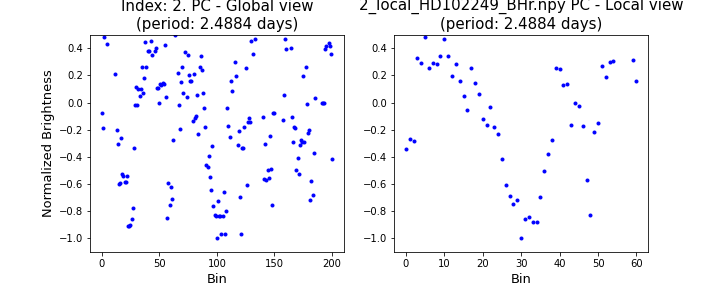 Index: 2. PC - Global view
(period: 2.4884 days)
2_local_HD102249_BHr.npy PC - Local view
(period: 2.4884 days)
Normalized Brightness
0.4
0.2
0.0
−0.2
−0.4
−0.6
−0.8
−1.0
0 50 100 150 200
Bin
0.4
0.2
0.0
−0.2
−0.4
−0.6
−0.8
−1.0
0 20 40 60
Bin